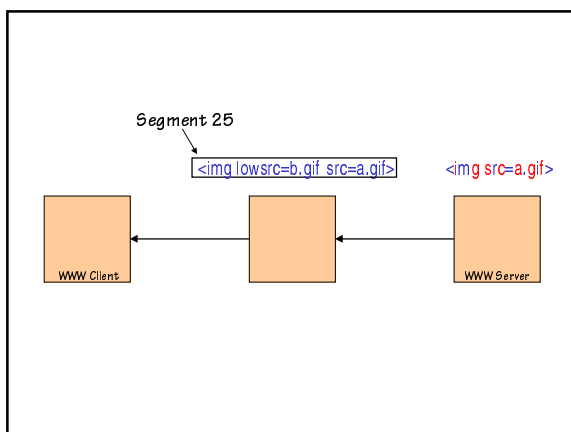 Segment 25
<img lowsrc=b.gif src=a.gif>
<img src=a.gif>
WWW Client
WWW Server